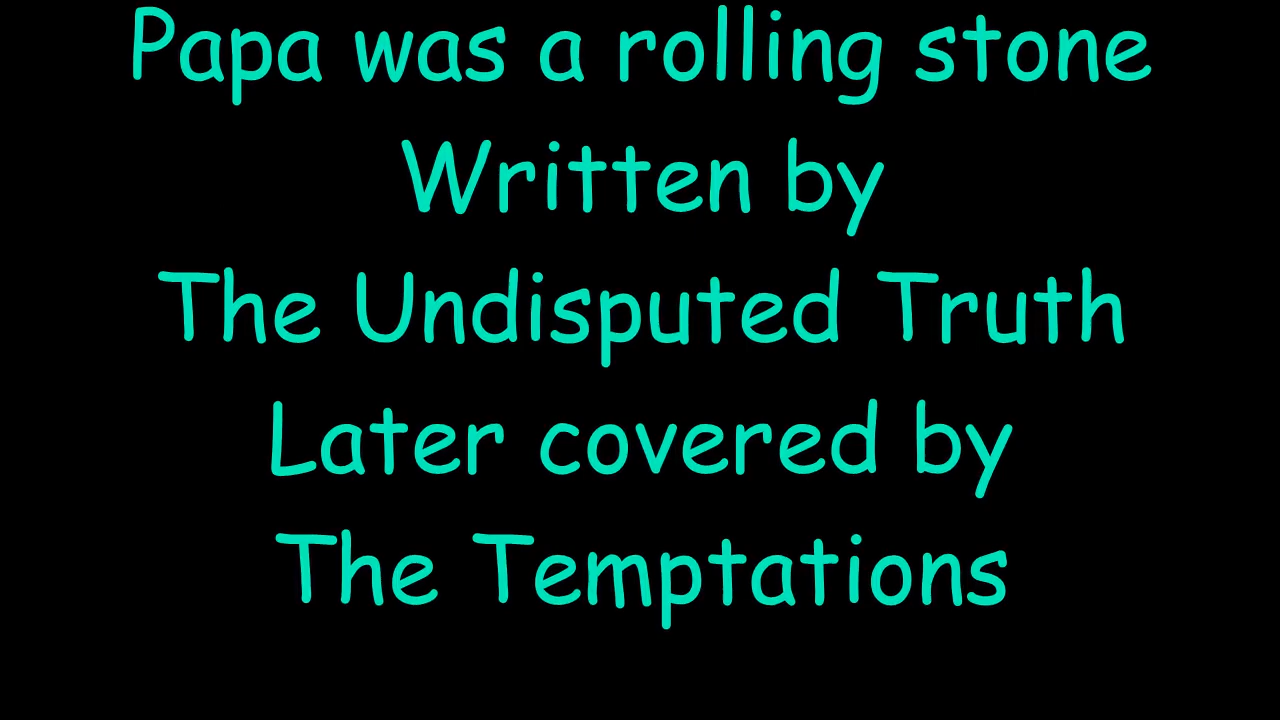 Papa was a rolling stone
Written by
The Undisputed Truth
Later covered by
The Temptations